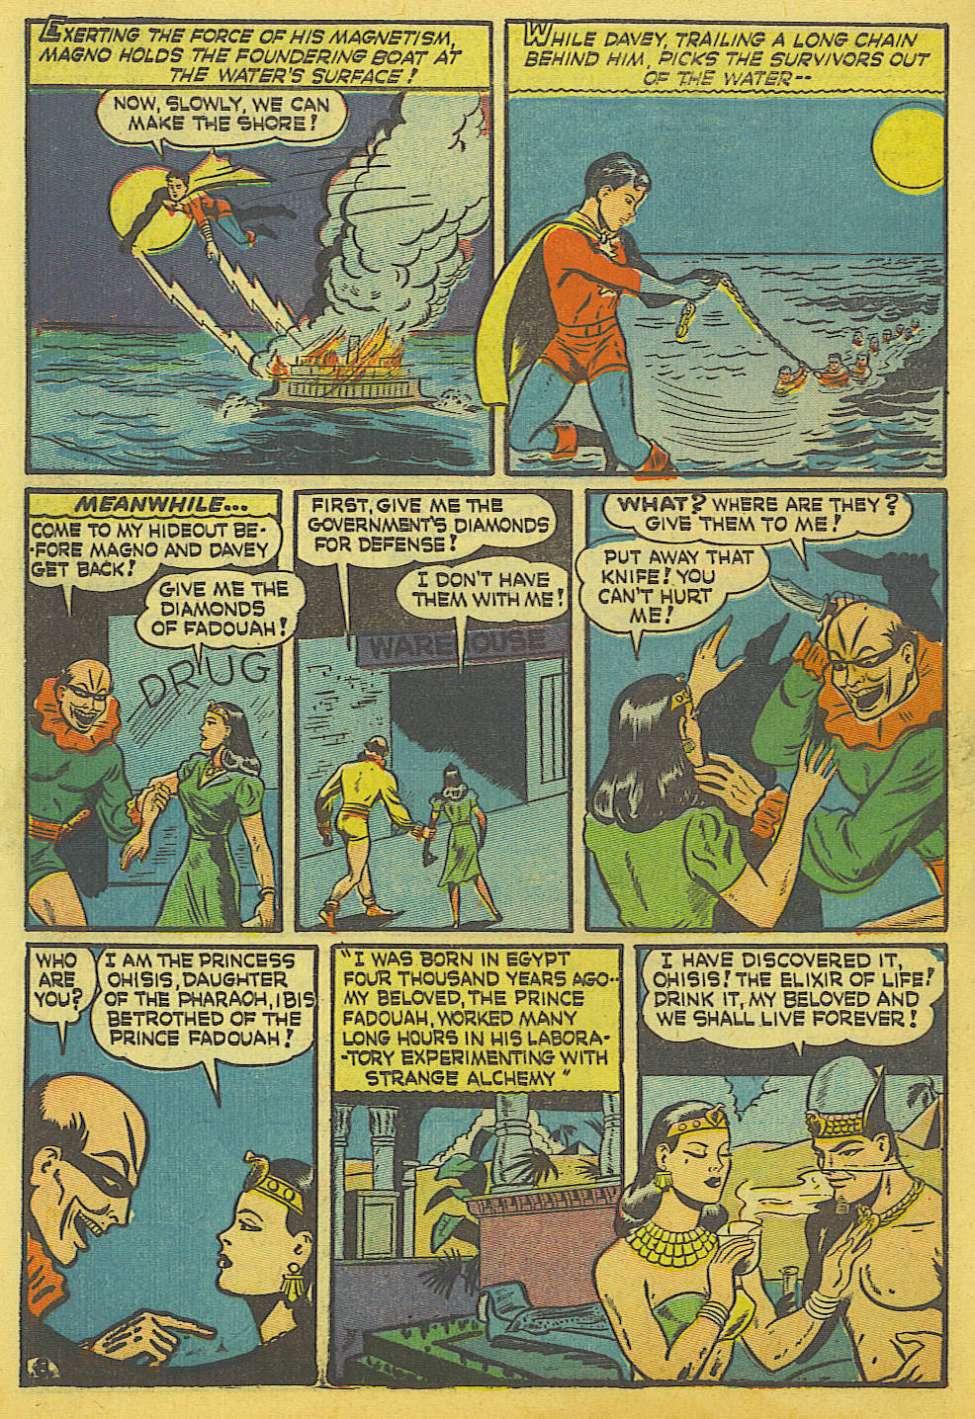 EXERTING THE FORCE OF HIS MAGNETISM,
MAGNO HOLDS THE FOUNDERING BOAT AT
THE WATER'S SURFACE!
NOW, SLOWLY, WE CAN
MAKE THE SHORE!
WHILE DAVEY, TRAILING A LONG CHAIN
BEHIND HIM, PICKS THE SURVIVORS OUT
OF THE WATER--
MEANWHILE...
COME TO MY HIDEOUT BE-
-FORE MAGNO AND DAVEY
GET BACK!
GIVE ME THE
DIAMONDS
OF FADOUAH!
DRUG
FIRST, GIVE ME THE
GOVERNMENT'S DIAMONDS
FOR DEFENSE!
I DON'T HAVE
THEM WITH ME!
WAREHOUSE
WHAT? WHERE ARE THEY?
GIVE THEM TO ME!
PUT AWAY THAT
KNIFE! YOU
CAN'T HURT
ME!
WHO
ARE
YOU?
I AM THE PRINCESS
OHISIS, DAUGHTER
OF THE PHARAOH, IBIS
BETROTHED OF THE
PRINCE FADOUAH!
"I WAS BORN IN EGYPT
FOUR THOUSAND YEARS AGO--
MY BELOVED, THE PRINCE
FADOUAH, WORKED MANY
LONG HOURS IN HIS LABORA-
-TORY EXPERIMENTING WITH
STRANGE ALCHEMY"
I HAVE DISCOVERED IT,
OHISIS! THE ELIXIR OF LIFE!
DRINK IT, MY BELOVED AND
WE SHALL LIVE FOREVER!